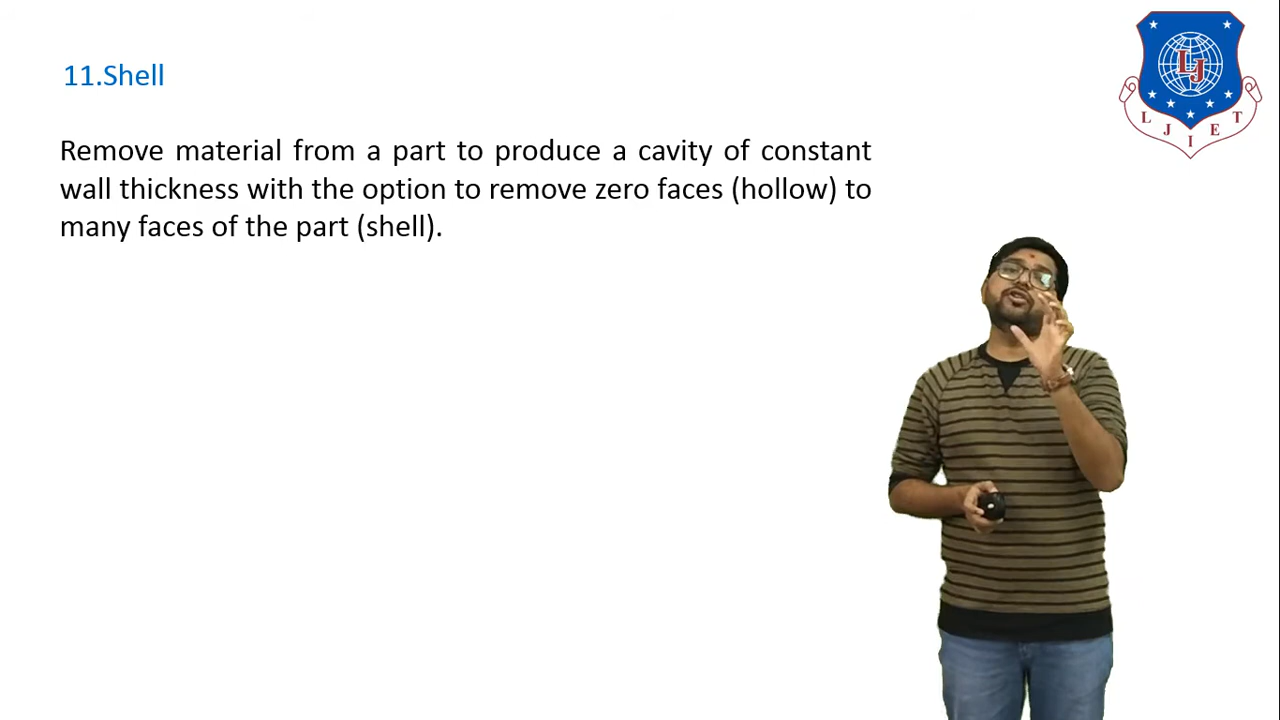 11.Shell
Remove material from a part to produce a cavity of constant
wall thickness with the option to remove zero faces (hollow) to
many faces of the part (shell).
LJ
L J I E T